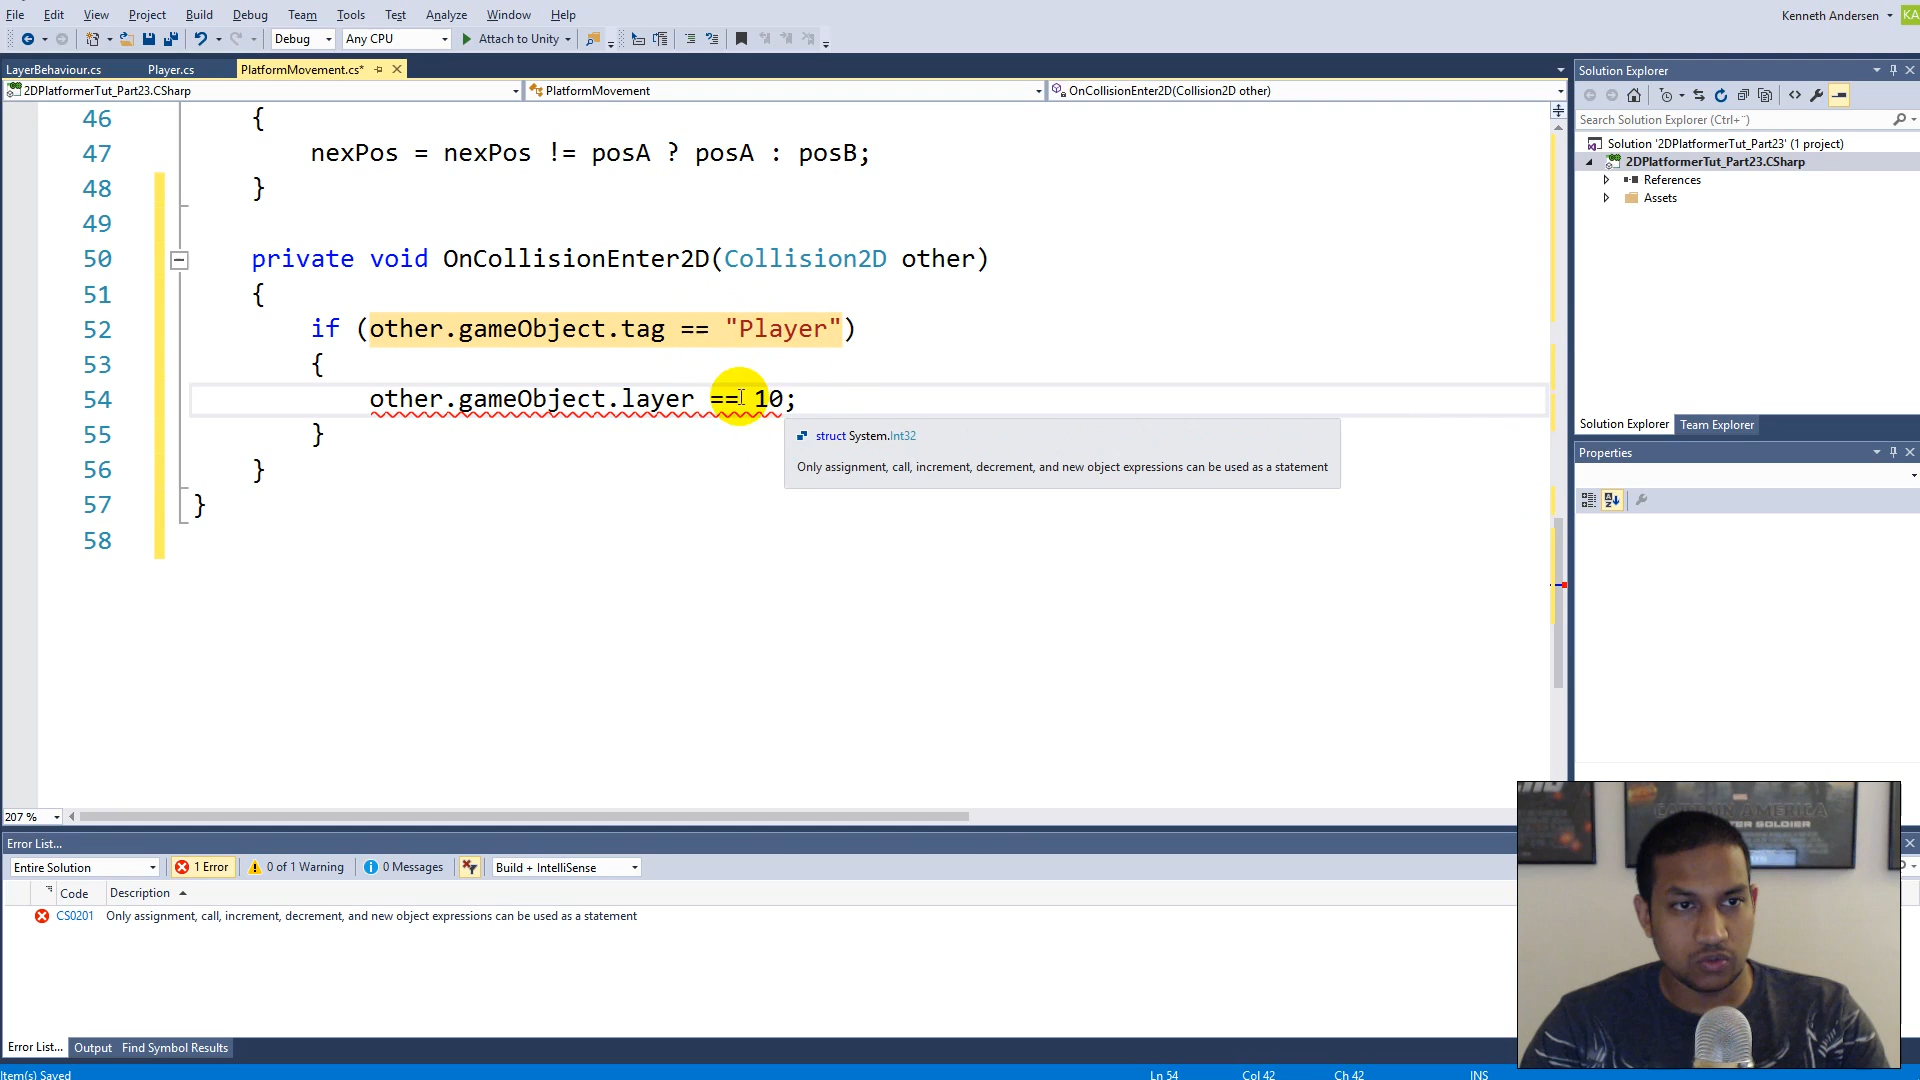 File Edit View Project Build Debug Team Tools Test Analyze Window Help
Kenneth Andersen KA
Debug Any CPU Attach to Unity
LayerBehaviour.cs Player.cs PlatformMovement.cs*
2DPlatformerTut_Part23.CSharp PlatformMovement OnCollisionEnter2D(Collision2D other)
46 {
47 nexPos = nexPos != posA ? posA : posB;
48 }
49
50 private void OnCollisionEnter2D(Collision2D other)
51 {
52 if (other.gameObject.tag == "Player")
53 {
54 other.gameObject.layer == 10;
55 }
56 }
57 }
58
struct System.Int32
Only assignment, call, increment, decrement, and new object expressions can be used as a statement
207 %
Solution Explorer
Search Solution Explorer (Ctrl+¨)
Solution '2DPlatformerTut_Part23' (1 project)
2DPlatformerTut_Part23.CSharp
References
Assets
Solution Explorer Team Explorer
Properties
Error List...
Entire Solution 1 Error 0 of 1 Warning 0 Messages Build + IntelliSense
Code Description
CS0201 Only assignment, call, increment, decrement, and new object expressions can be used as a statement
Error List... Output Find Symbol Results
Item(s) Saved Ln 54 Col 42 Ch 42 INS
MARVEL
CAPTAIN AMERICA